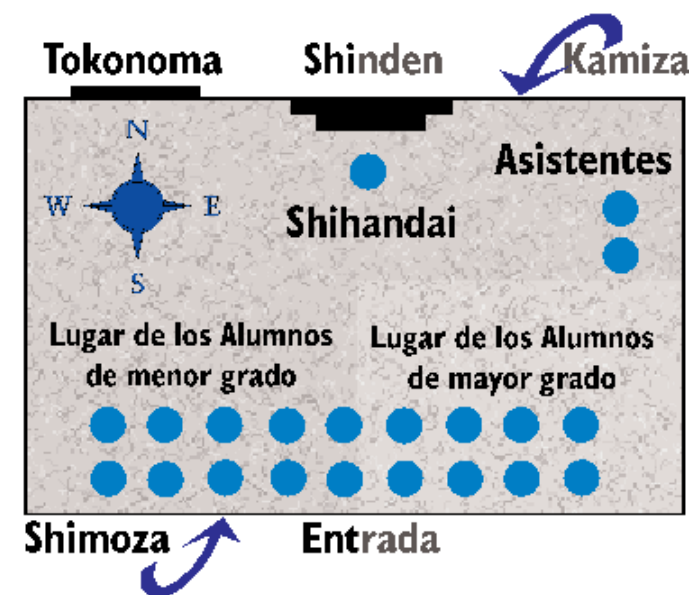 Tokonoma Shinden Kamiza
N
W E
S
Asistentes
Shihandai
Lugar de los Alumnos
de menor grado
Lugar de los Alumnos
de mayor grado
Shimoza Entrada